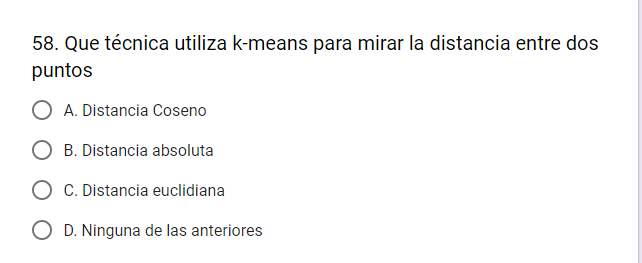 58. Que técnica utiliza k-means para mirar la distancia entre dos
puntos
A. Distancia Coseno
B. Distancia absoluta
C. Distancia euclidiana
D. Ninguna de las anteriores